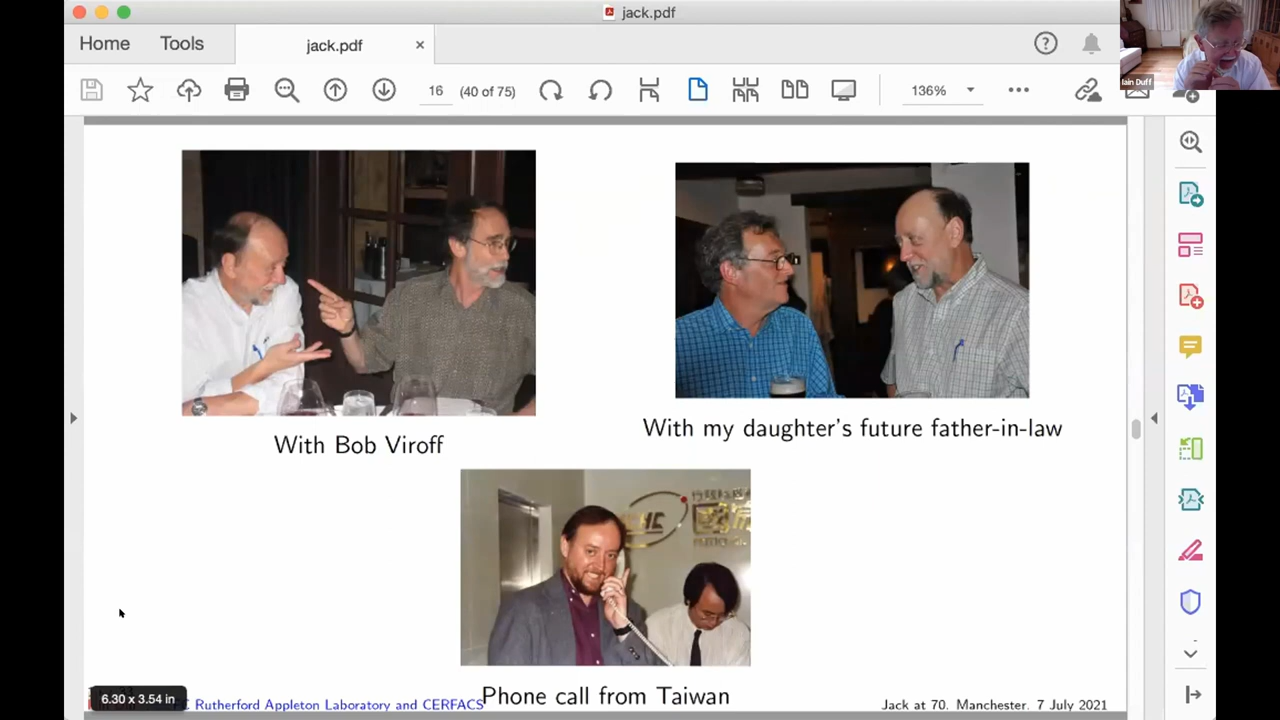 jack.pdf
Home
Tools
jack.pdf
Iain Duff
16
(40 of 75)
136%
With Bob Viroff
With my daughter's future father-in-law
Phone call from Taiwan
6.30 x 3.54 in
Rutherford Appleton Laboratory and CERFACS
Jack at 70. Manchester. 7 July 2021